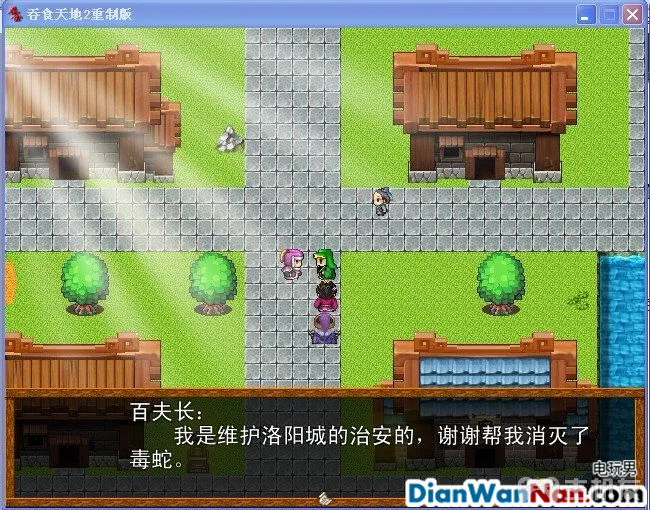 吞食天地2重制版
百夫长：
我是维护洛阳城的治安的，谢谢帮我消灭了
毒蛇。
电玩男
DianWanNan.com